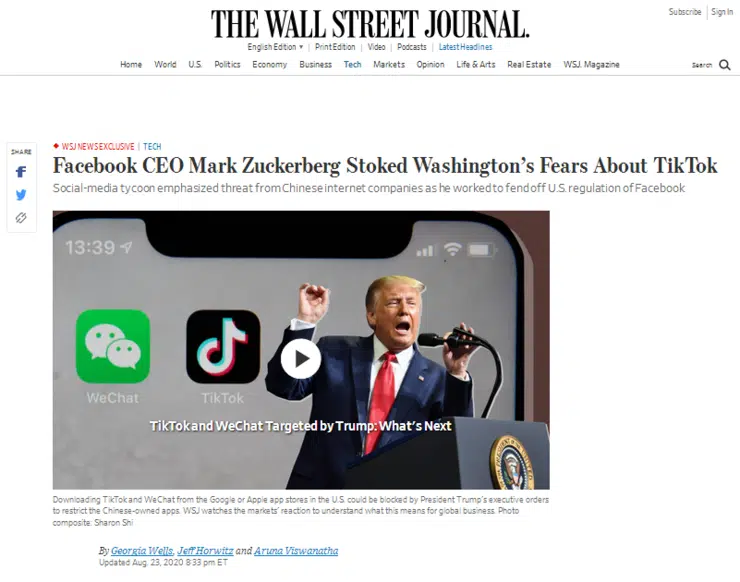 Subscribe | Sign In
THE WALL STREET JOURNAL.
English Edition ▼ | Print Edition | Video | Podcasts | Latest Headlines
Home World U.S. Politics Economy Business Tech Markets Opinion Life & Arts Real Estate WSJ. Magazine Search
SHARE
◆ WSJ NEWS EXCLUSIVE | TECH
Facebook CEO Mark Zuckerberg Stoked Washington's Fears About TikTok
Social-media tycoon emphasized threat from Chinese internet companies as he worked to fend off U.S. regulation of Facebook
13:39
WeChat TikTok
TikTok and WeChat Targeted by Trump: What's Next
Downloading TikTok and WeChat from the Google or Apple app stores in the U.S. could be blocked by President Trump's executive orders
to restrict the Chinese-owned apps. WSJ watches the markets' reaction to understand what this means for global business. Photo
composite: Sharon Shi
By Georgia Wells, Jeff Horwitz and Aruna Viswanatha
Updated Aug. 23, 2020 8:33 pm ET